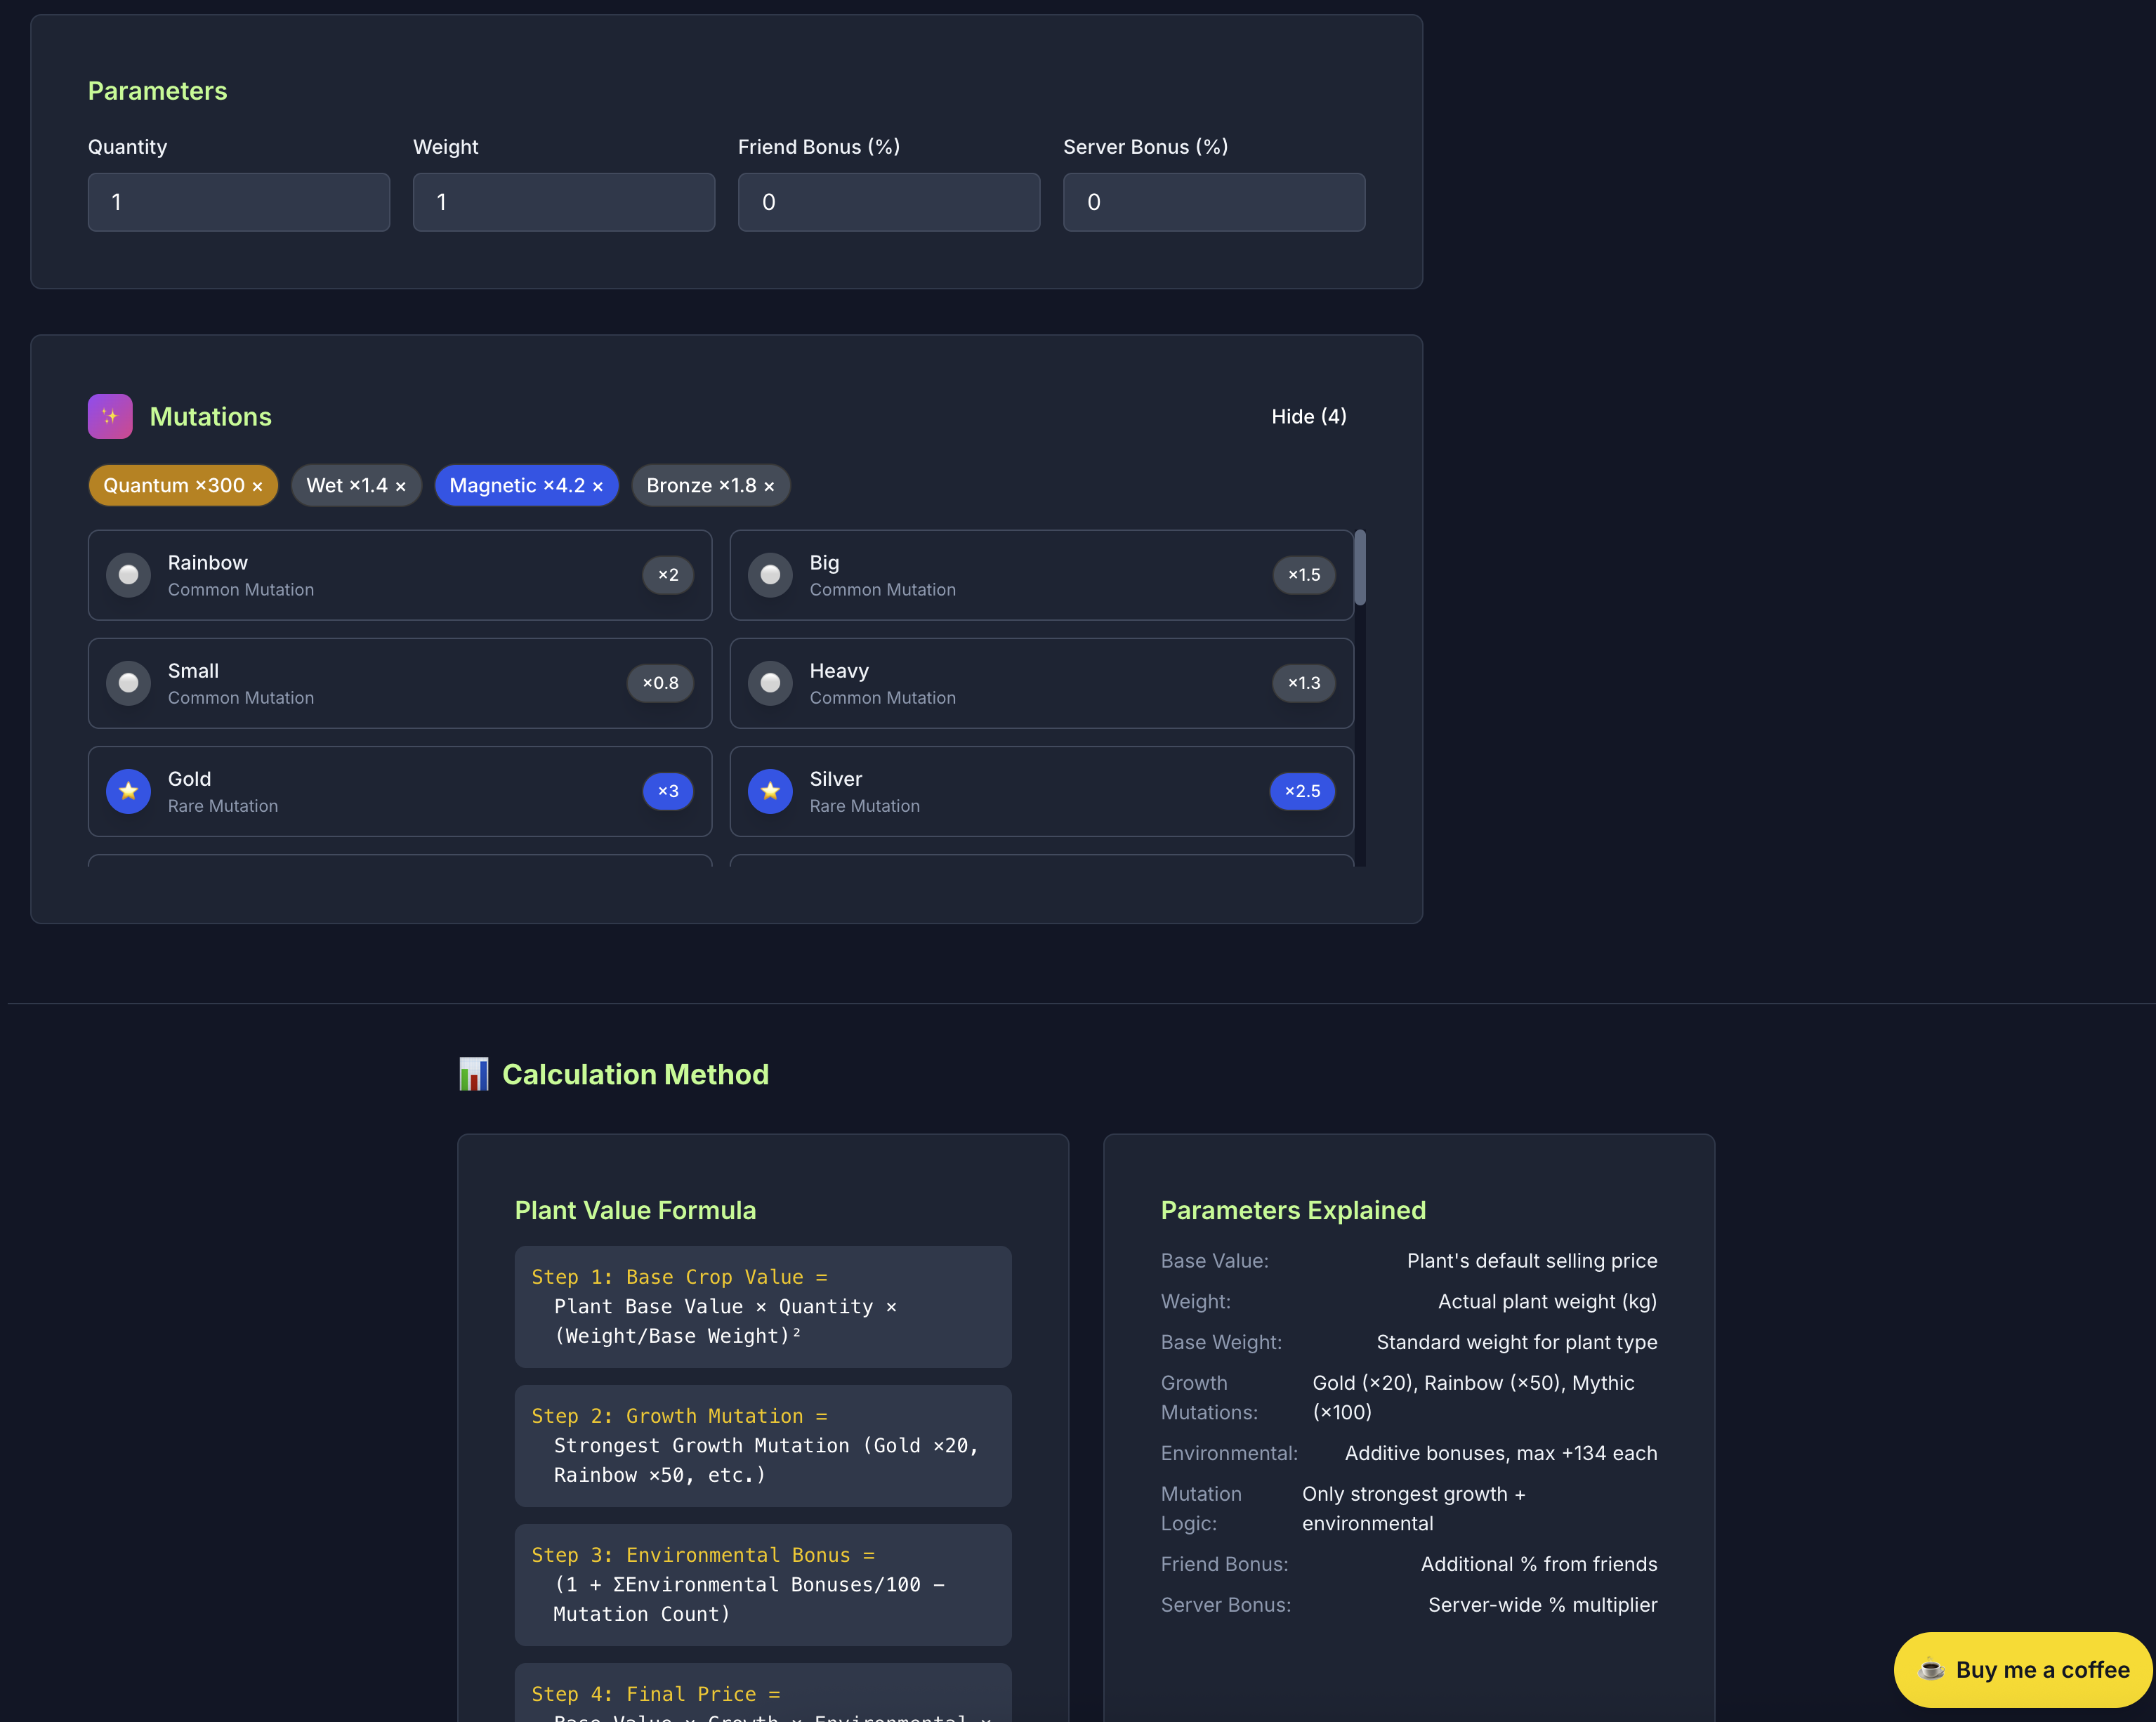 Parameters
Quantity
Weight
Friend Bonus (%)
Server Bonus (%)
1
1
0
0
Mutations
Hide (4)
Quantum ×300 ×
Wet ×1.4 ×
Magnetic ×4.2 ×
Bronze ×1.8 ×
Rainbow
Common Mutation
×2
Big
Common Mutation
×1.5
Small
Common Mutation
×0.8
Heavy
Common Mutation
×1.3
Gold
Rare Mutation
×3
Silver
Rare Mutation
×2.5
Calculation Method
Plant Value Formula
Step 1: Base Crop Value =
Plant Base Value × Quantity ×
(Weight/Base Weight)²
Step 2: Growth Mutation =
Strongest Growth Mutation (Gold ×20,
Rainbow ×50, etc.)
Step 3: Environmental Bonus =
(1 + ΣEnvironmental Bonuses/100 −
Mutation Count)
Step 4: Final Price =
Base Value × Growth × Environmental ×
Parameters Explained
Base Value:
Plant's default selling price
Weight:
Actual plant weight (kg)
Base Weight:
Standard weight for plant type
Growth
Mutations:
Gold (×20), Rainbow (×50), Mythic
(×100)
Environmental:
Additive bonuses, max +134 each
Mutation
Logic:
Only strongest growth +
environmental
Friend Bonus:
Additional % from friends
Server Bonus:
Server-wide % multiplier
Buy me a coffee